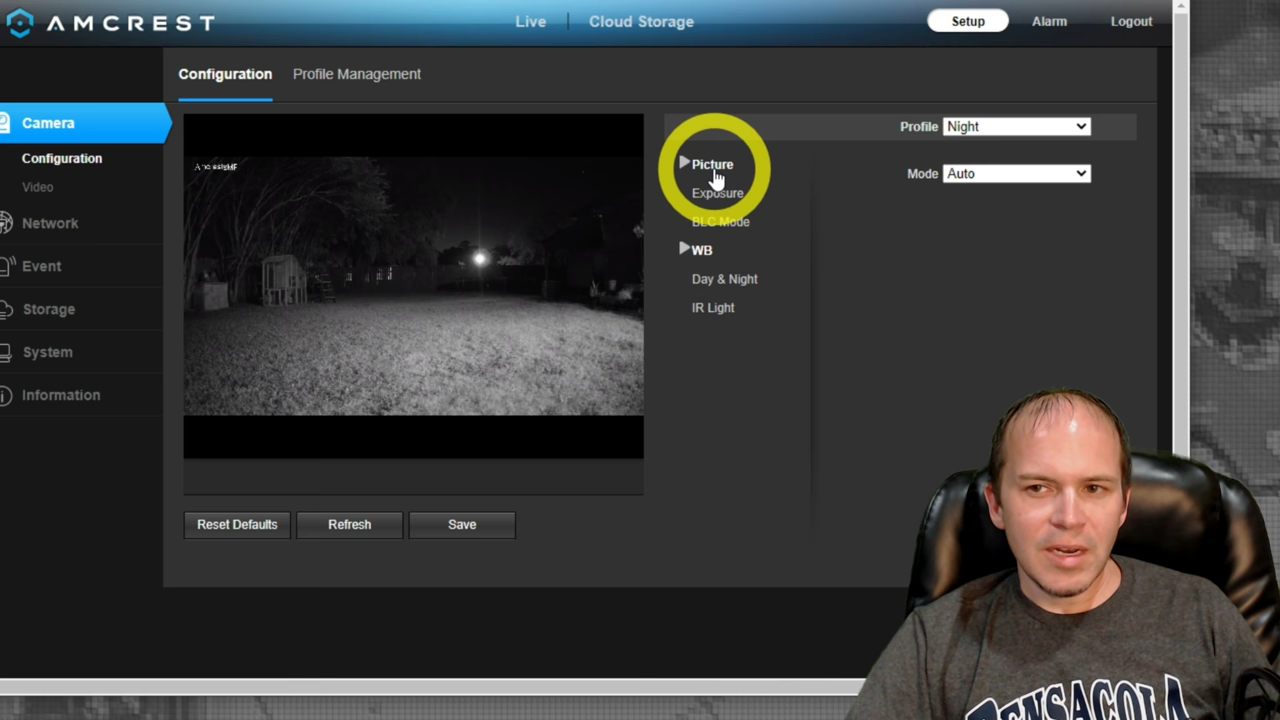 AMCREST
Live | Cloud Storage
Setup Alarm Logout
Configuration Profile Management
Camera
Configuration
Video
Network
Event
Storage
System
Information
Profile Night
Picture
Mode Auto
Exposure
BLC Mode
WB
Day & Night
IR Light
Reset Defaults Refresh Save
PENSACOLA